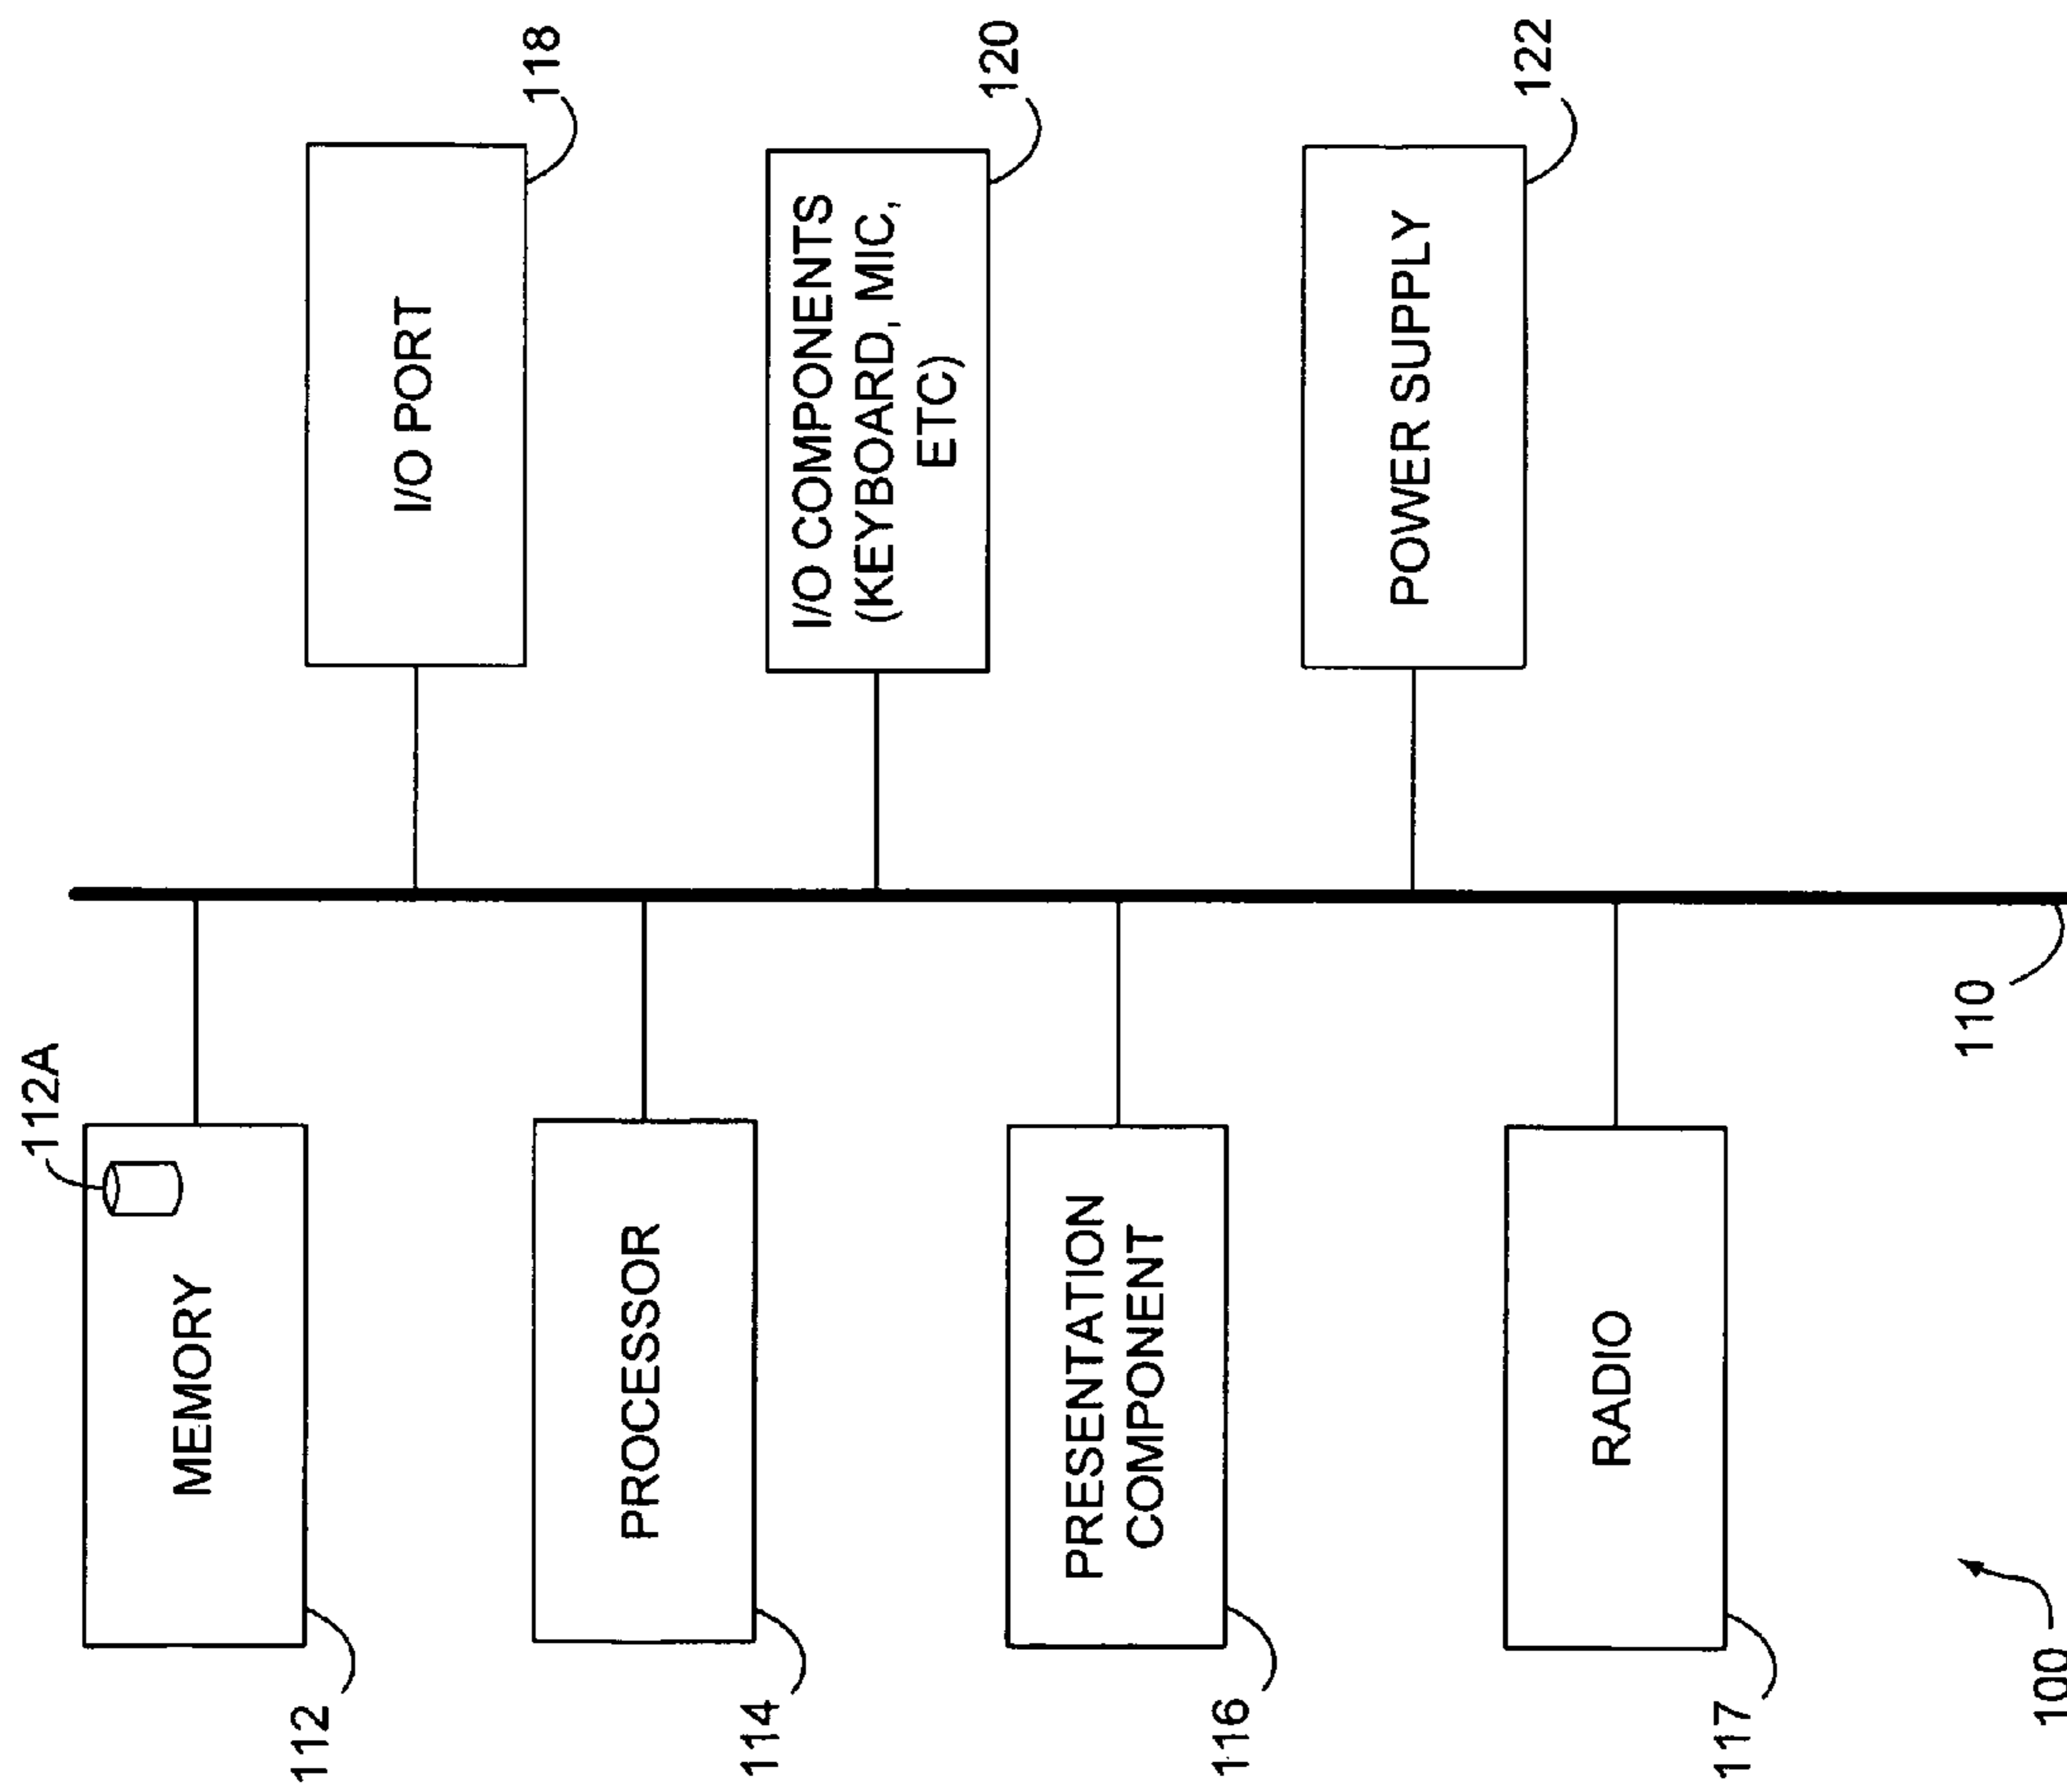 112A
MEMORY
112
PROCESSOR
114
PRESENTATION
COMPONENT
116
RADIO
117
I/O PORT
118
I/O COMPONENTS
(KEYBOARD, MIC,
ETC)
120
POWER SUPPLY
122
110
100